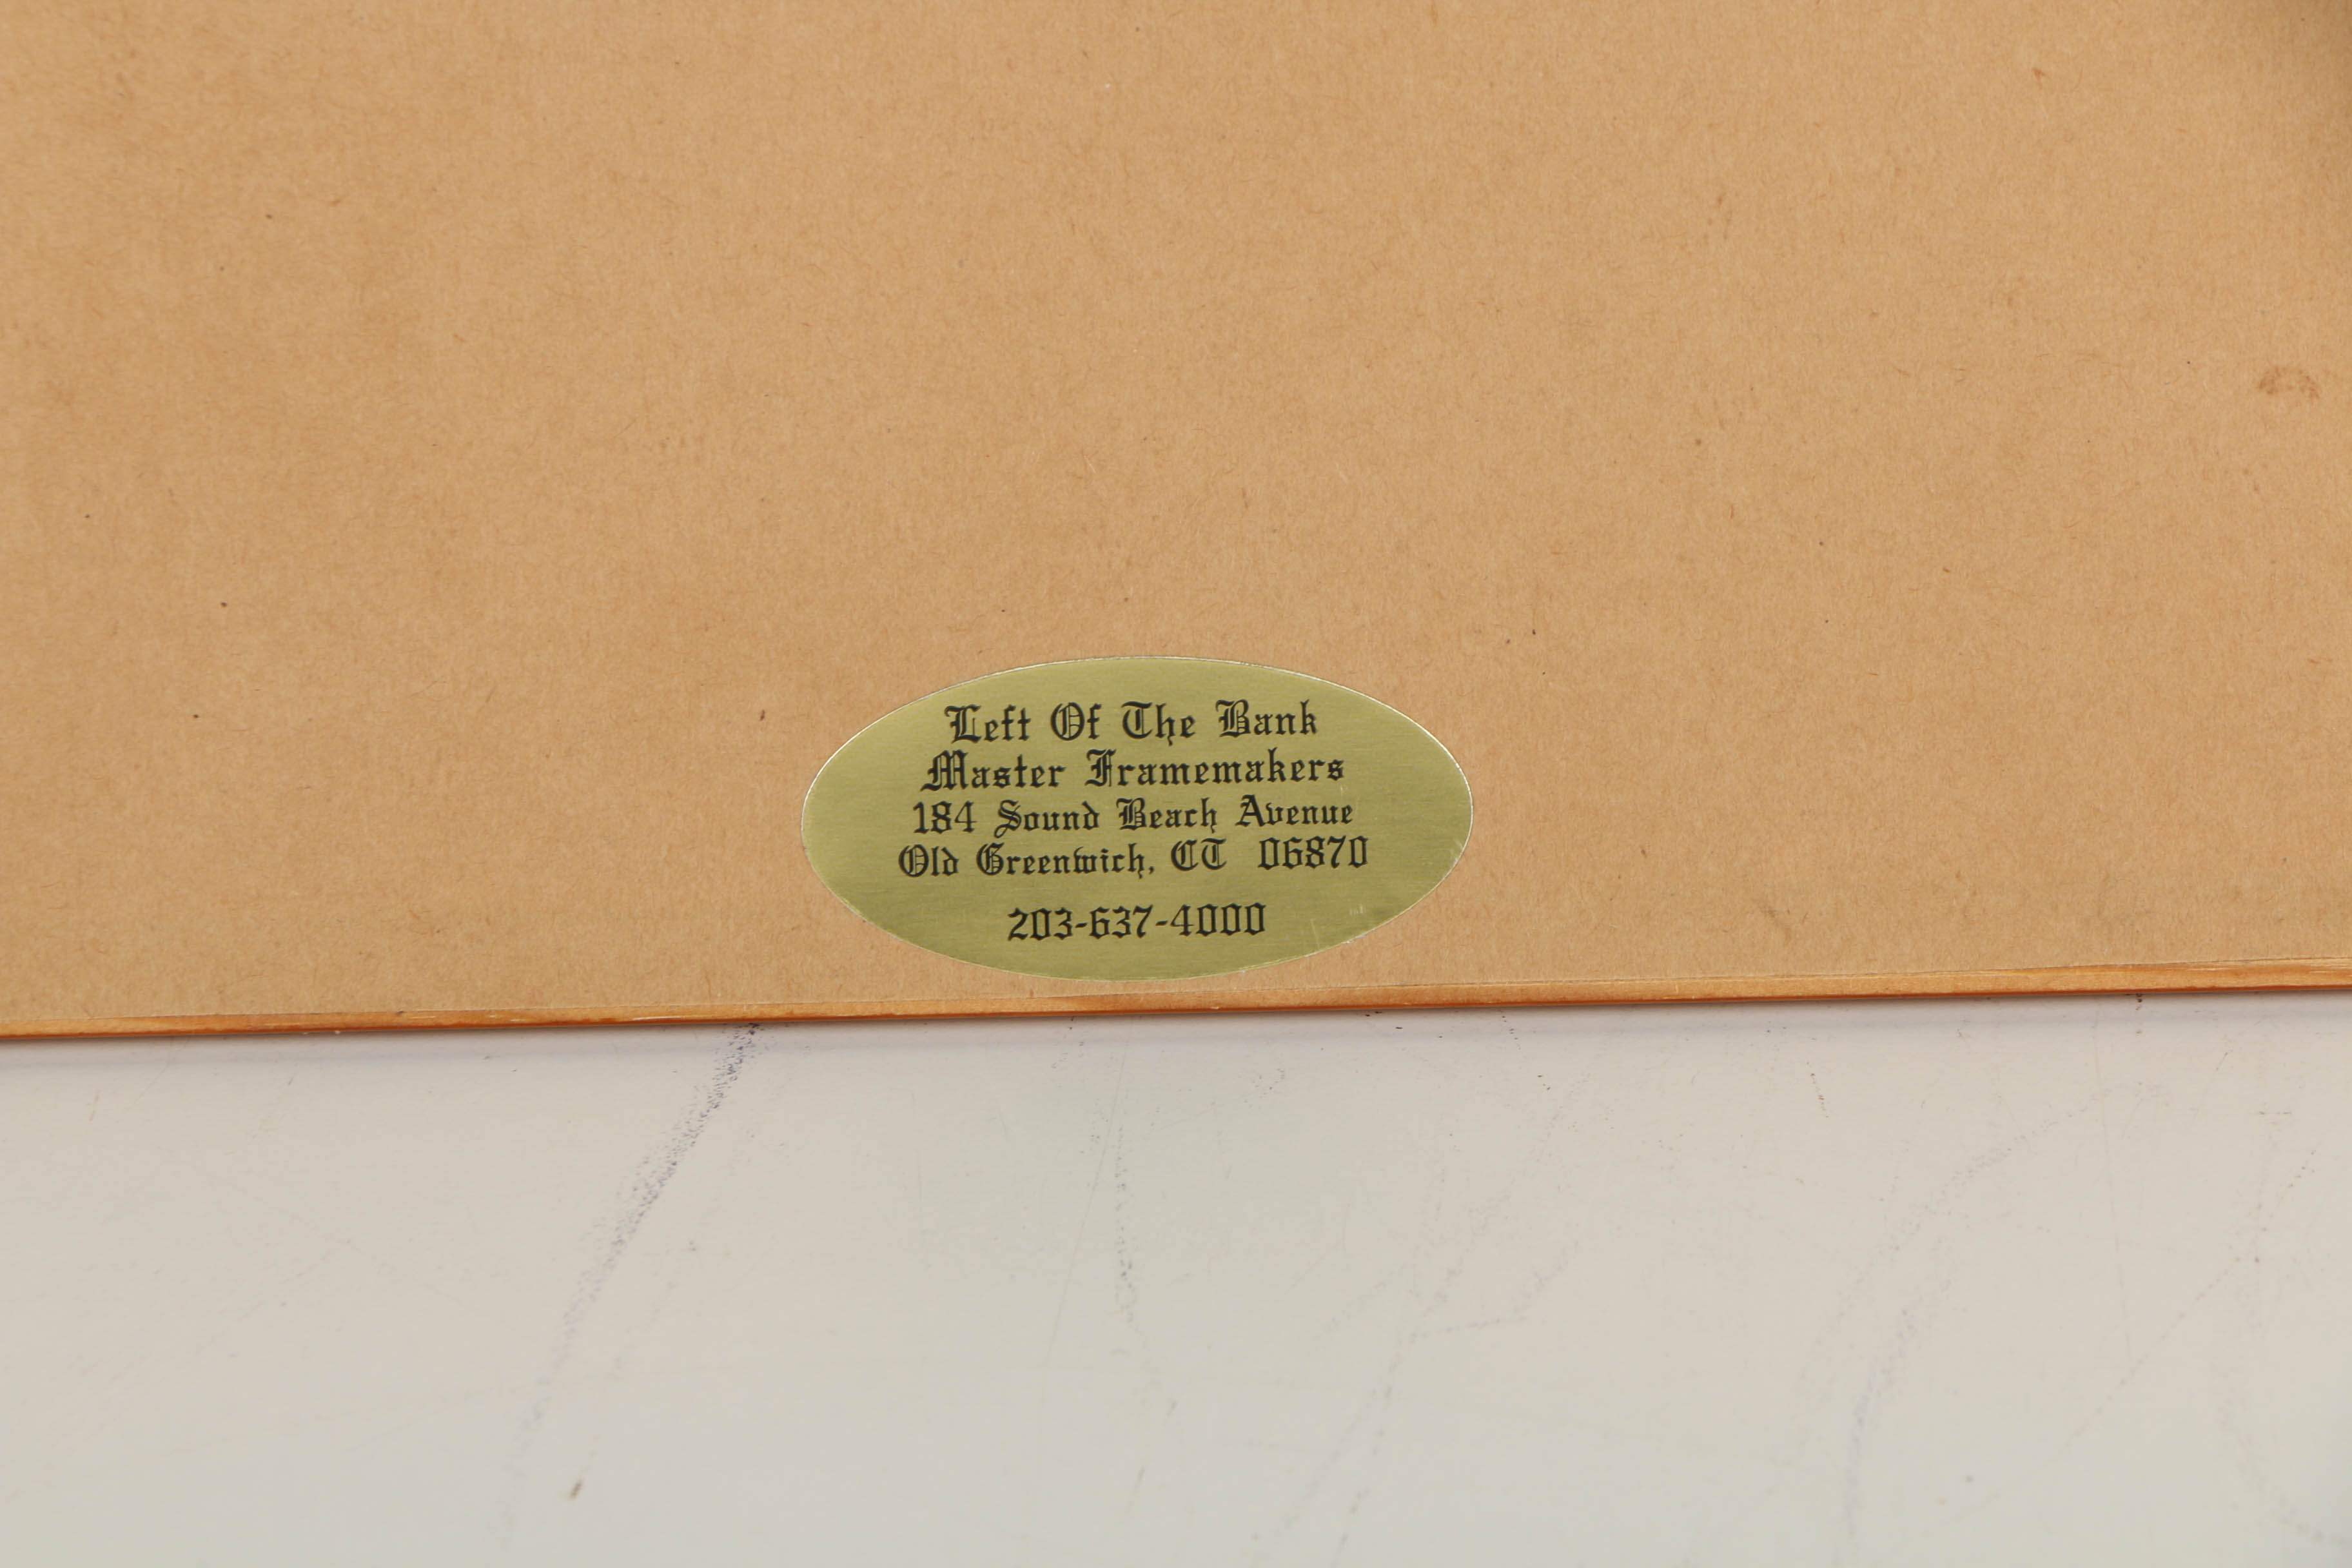 Left Of The Bank
Master Framemakers
184 Sound Beach Avenue
Old Greenwich, CT 06870
203-637-4000